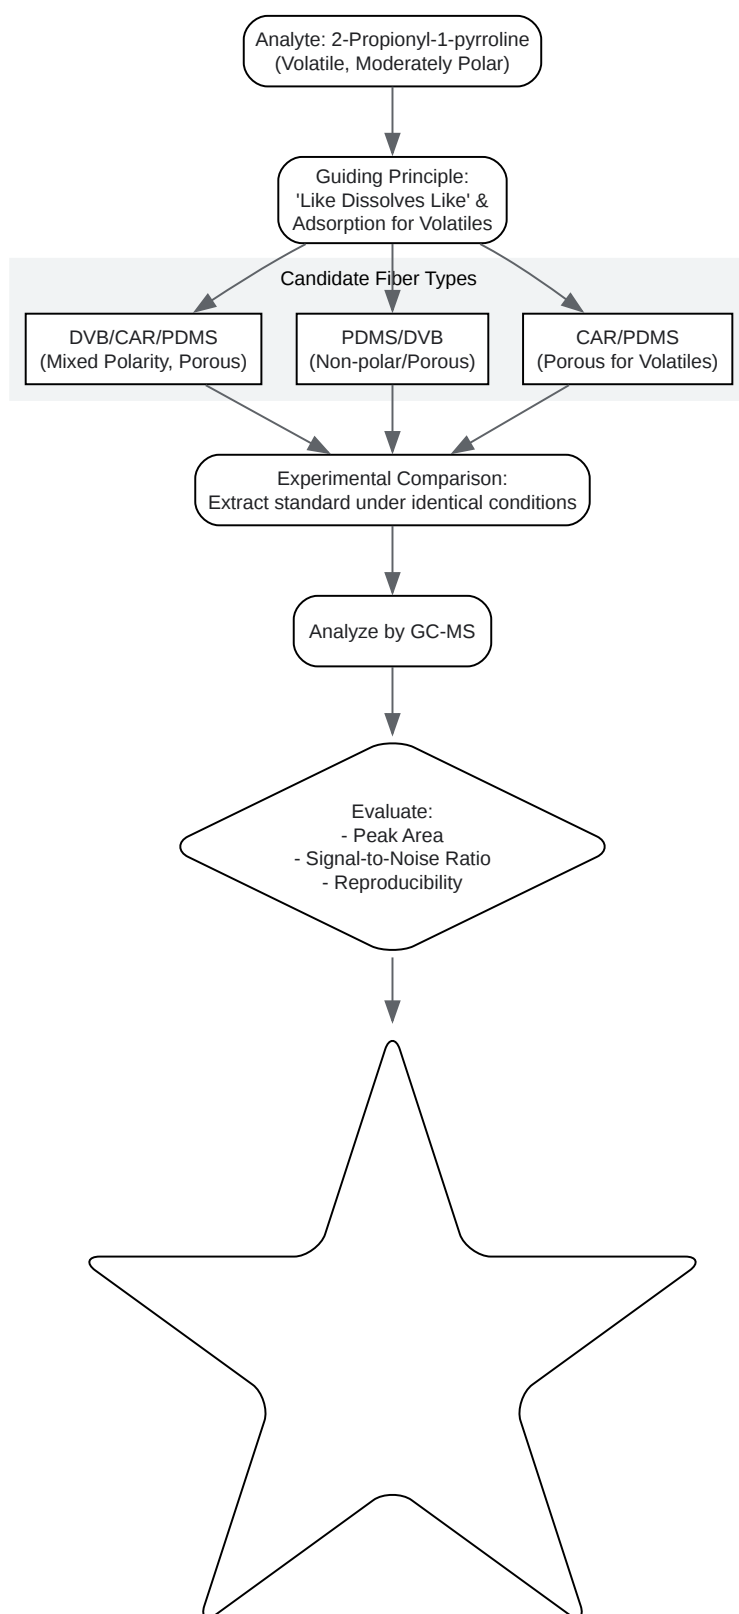 Analyte: 2-Propionyl-1-pyrroline
(Volatile, Moderately Polar)
Guiding Principle:
'Like Dissolves Like' &
Adsorption for Volatiles
Candidate Fiber Types
DVB/CAR/PDMS
(Mixed Polarity, Porous)
PDMS/DVB
(Non-polar/Porous)
CAR/PDMS
(Porous for Volatiles)
Experimental Comparison:
Extract standard under identical conditions
Analyze by GC-MS
Evaluate:
- Peak Area
- Signal-to-Noise Ratio
- Reproducibility